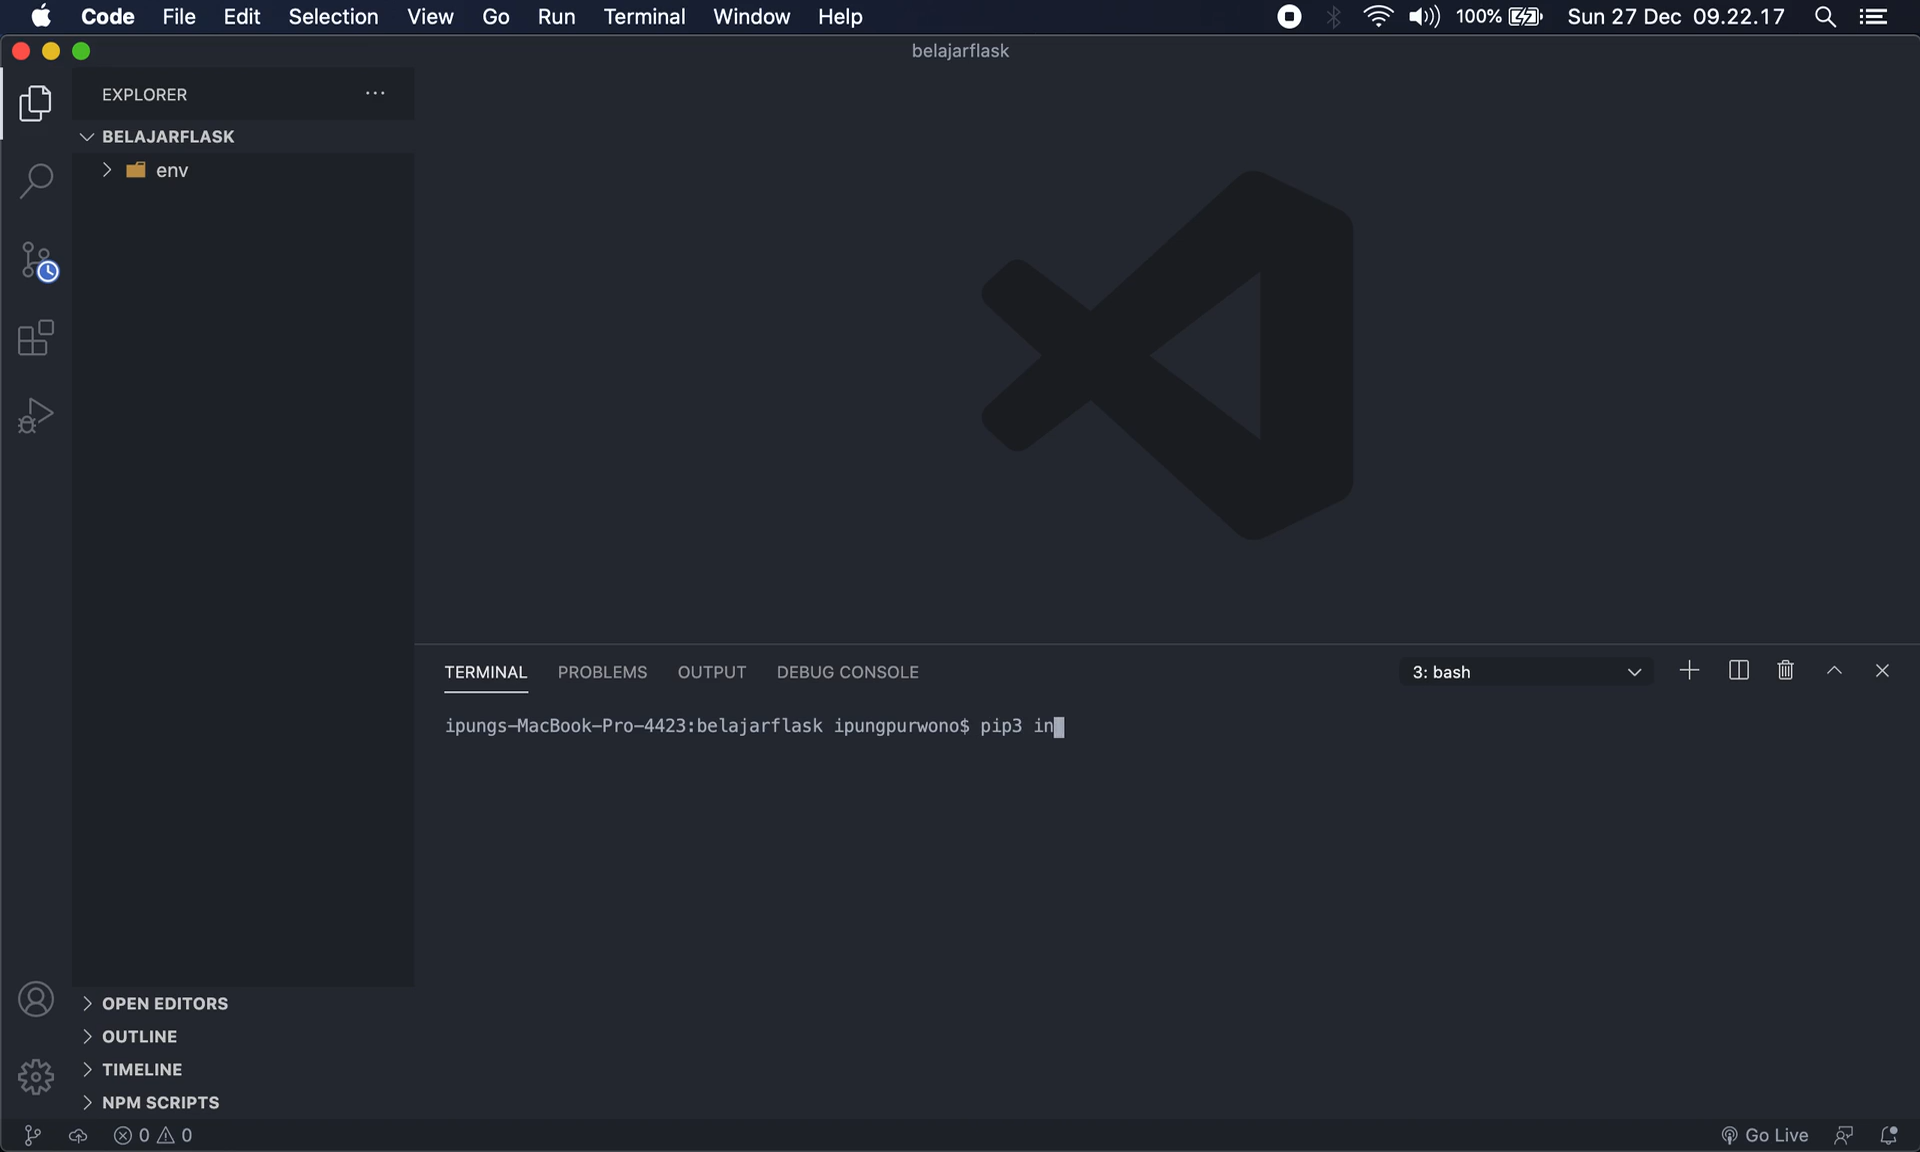 Code File Edit Selection View Go Run Terminal Window Help 100% Sun 27 Dec 09.22.17
belajarflask
EXPLORER
BELAJARFLASK
env
TERMINAL PROBLEMS OUTPUT DEBUG CONSOLE 3: bash
ipungs-MacBook-Pro-4423:belajarflask ipungpurwono$ pip3 in
OPEN EDITORS
OUTLINE
TIMELINE
NPM SCRIPTS
0 0 Go Live